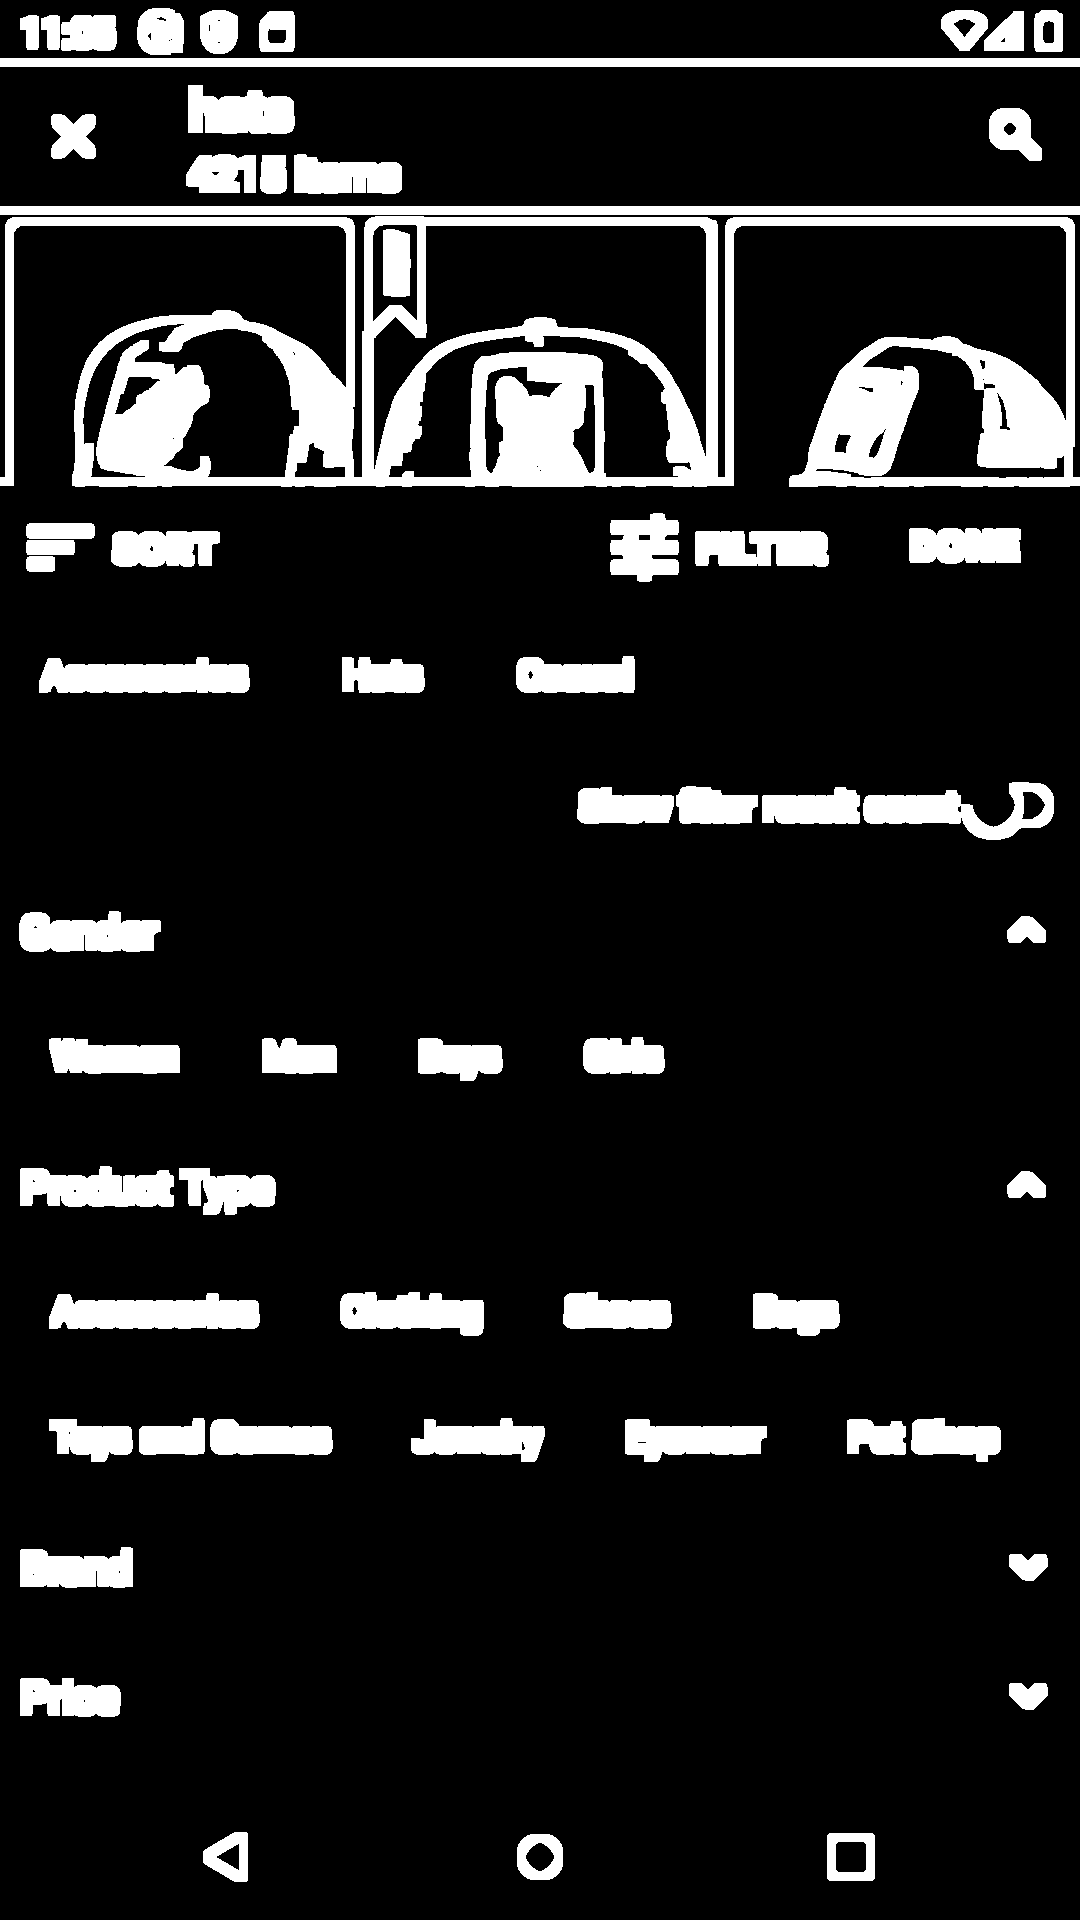 11:05
hats
4215 items
SORT FILTER DONE
Accessories Hats Casual
Show filter result count
Gender
Women Men Boys Girls
Product Type
Accessories Clothing Shoes Bags
Toys and Games Jewelry Eyewear Pet Shop
Brand
Price